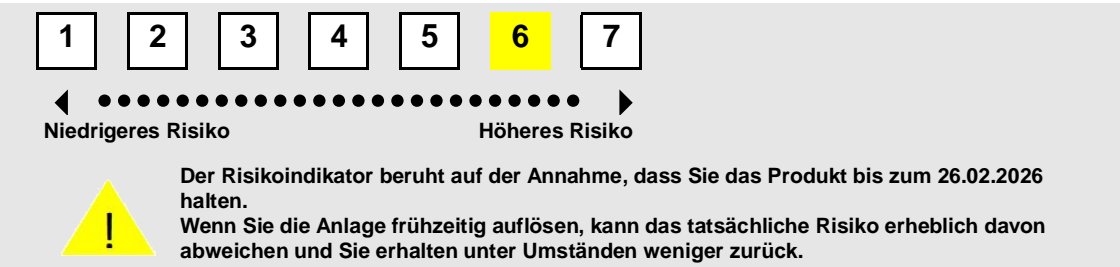 1 2 3 4 5 6 7
Niedrigeres Risiko Höheres Risiko
Der Risikoindikator beruht auf der Annahme, dass Sie das Produkt bis zum 26.02.2026
halten.
Wenn Sie die Anlage frühzeitig auflösen, kann das tatsächliche Risiko erheblich davon
abweichen und Sie erhalten unter Umständen weniger zurück.
!